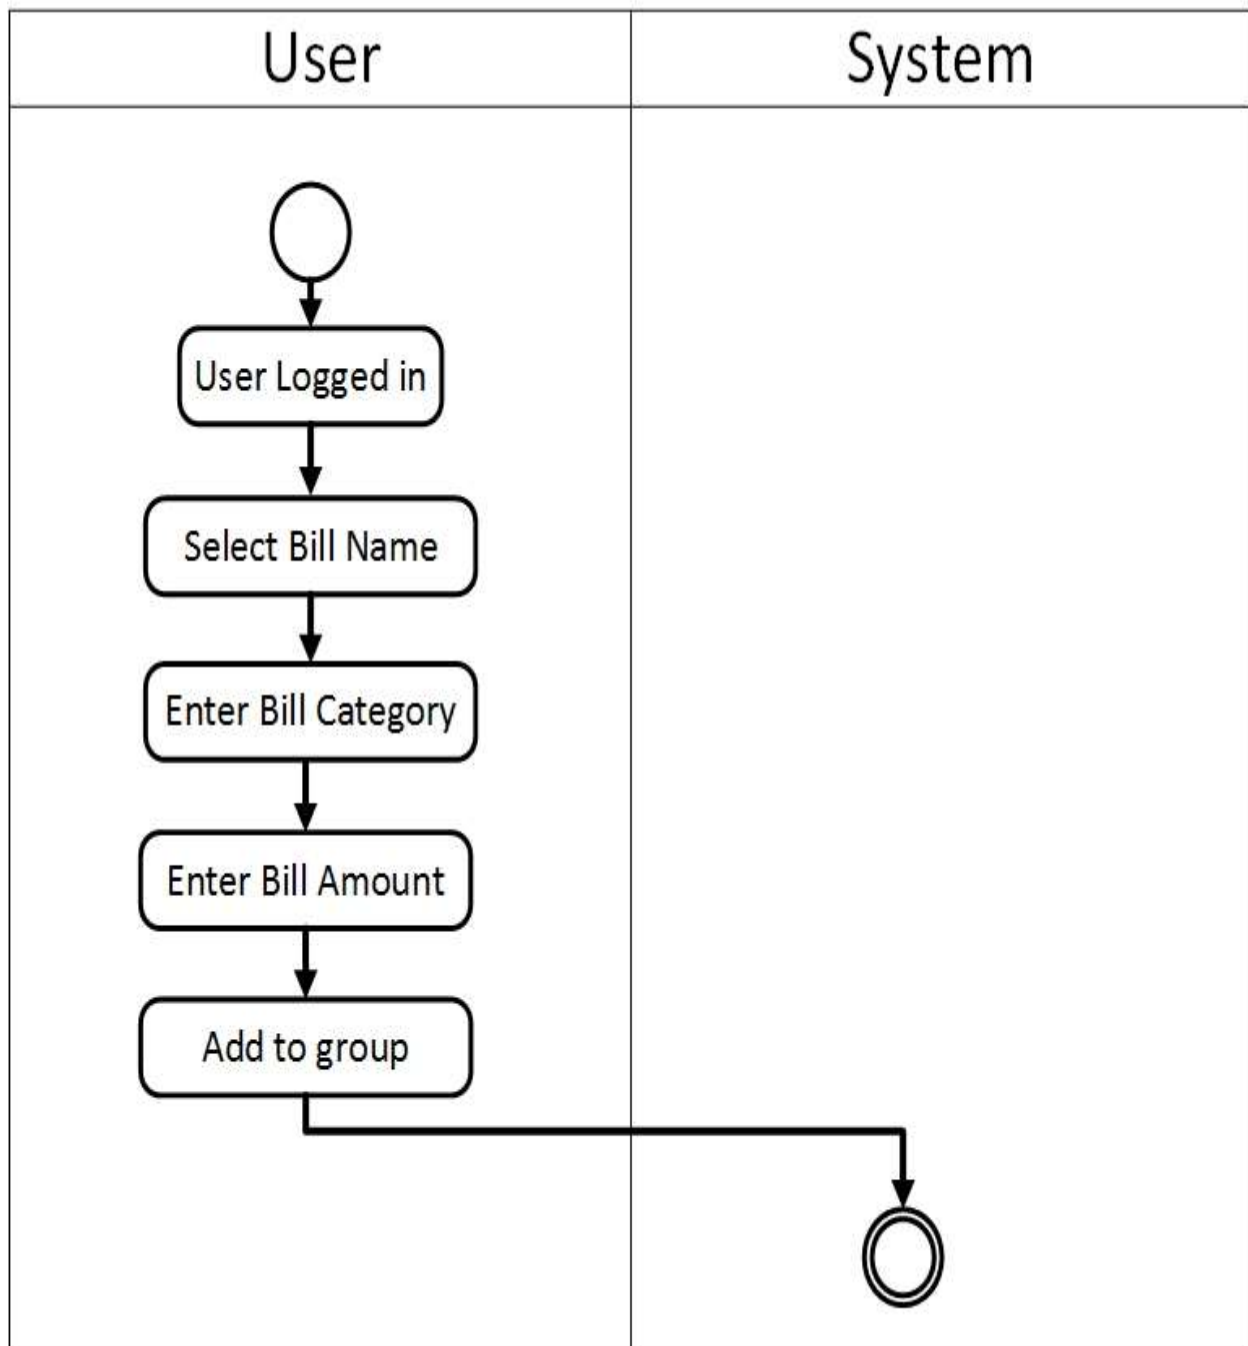 User
System
User Logged in
Select Bill Name
Enter Bill Category
Enter Bill Amount
Add to group